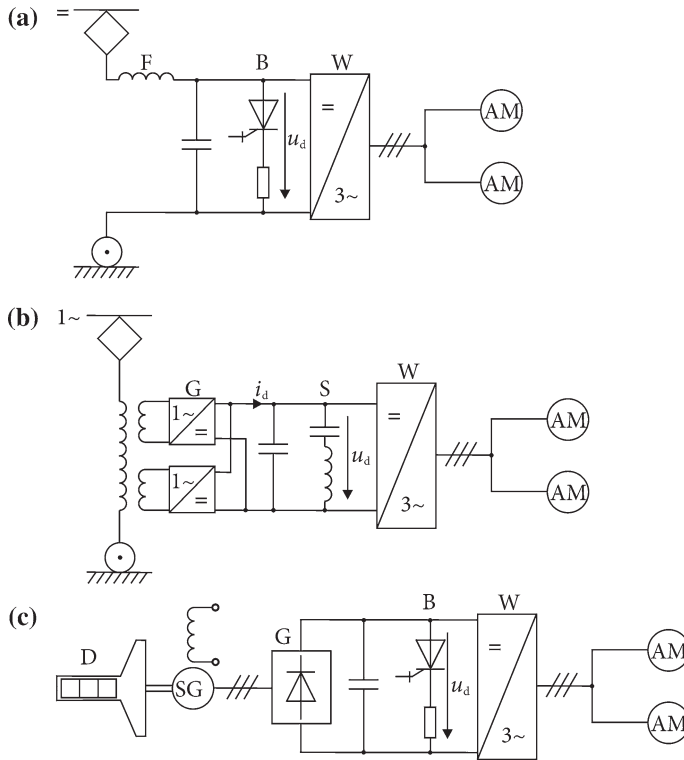 (a)
=
F
B
W
=
u_d
3~
AM
AM
(b)
1~
G
i_d
S
W
1~
=
=
u_d
1~
=
3~
AM
AM
(c)
D
SG
G
B
W
=
u_d
3~
AM
AM